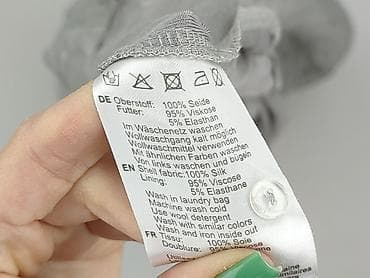 DE Oberstoff: 100% Seide
Futter: 95% Viskose
5% Elasthan
Im Wäschenetz waschen
Wollwaschgang kalt möglich
Wollwaschmittel verwenden
Mit ähnlichen Farben waschen
Von links waschen und bügen
EN Shell fabric: 100% Silk
Lining: 95% Viscose
5% Elasthane
Wash in laundry bag
Machine wash cold
Use wool detergent
Wash with similar colors
Wash and iron inside out
FR Tissu: 100% Soie
Doublure: 95% Viscose